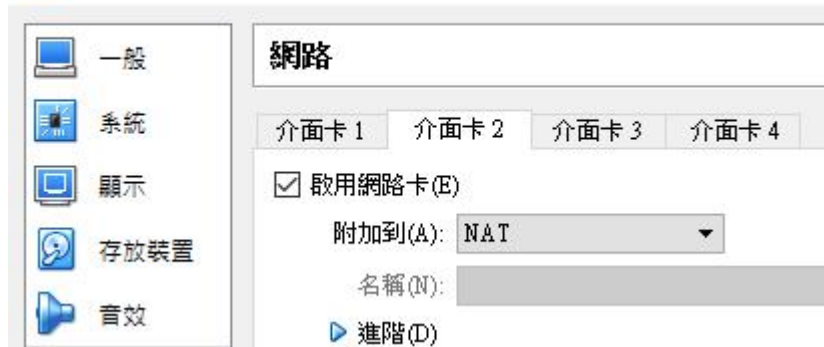 一般
系統
顯示
存放裝置
音效
網路
介面卡 1 介面卡 2 介面卡 3 介面卡 4
啟用網路卡(E)
附加到(A): NAT
名稱(N):
進階(D)